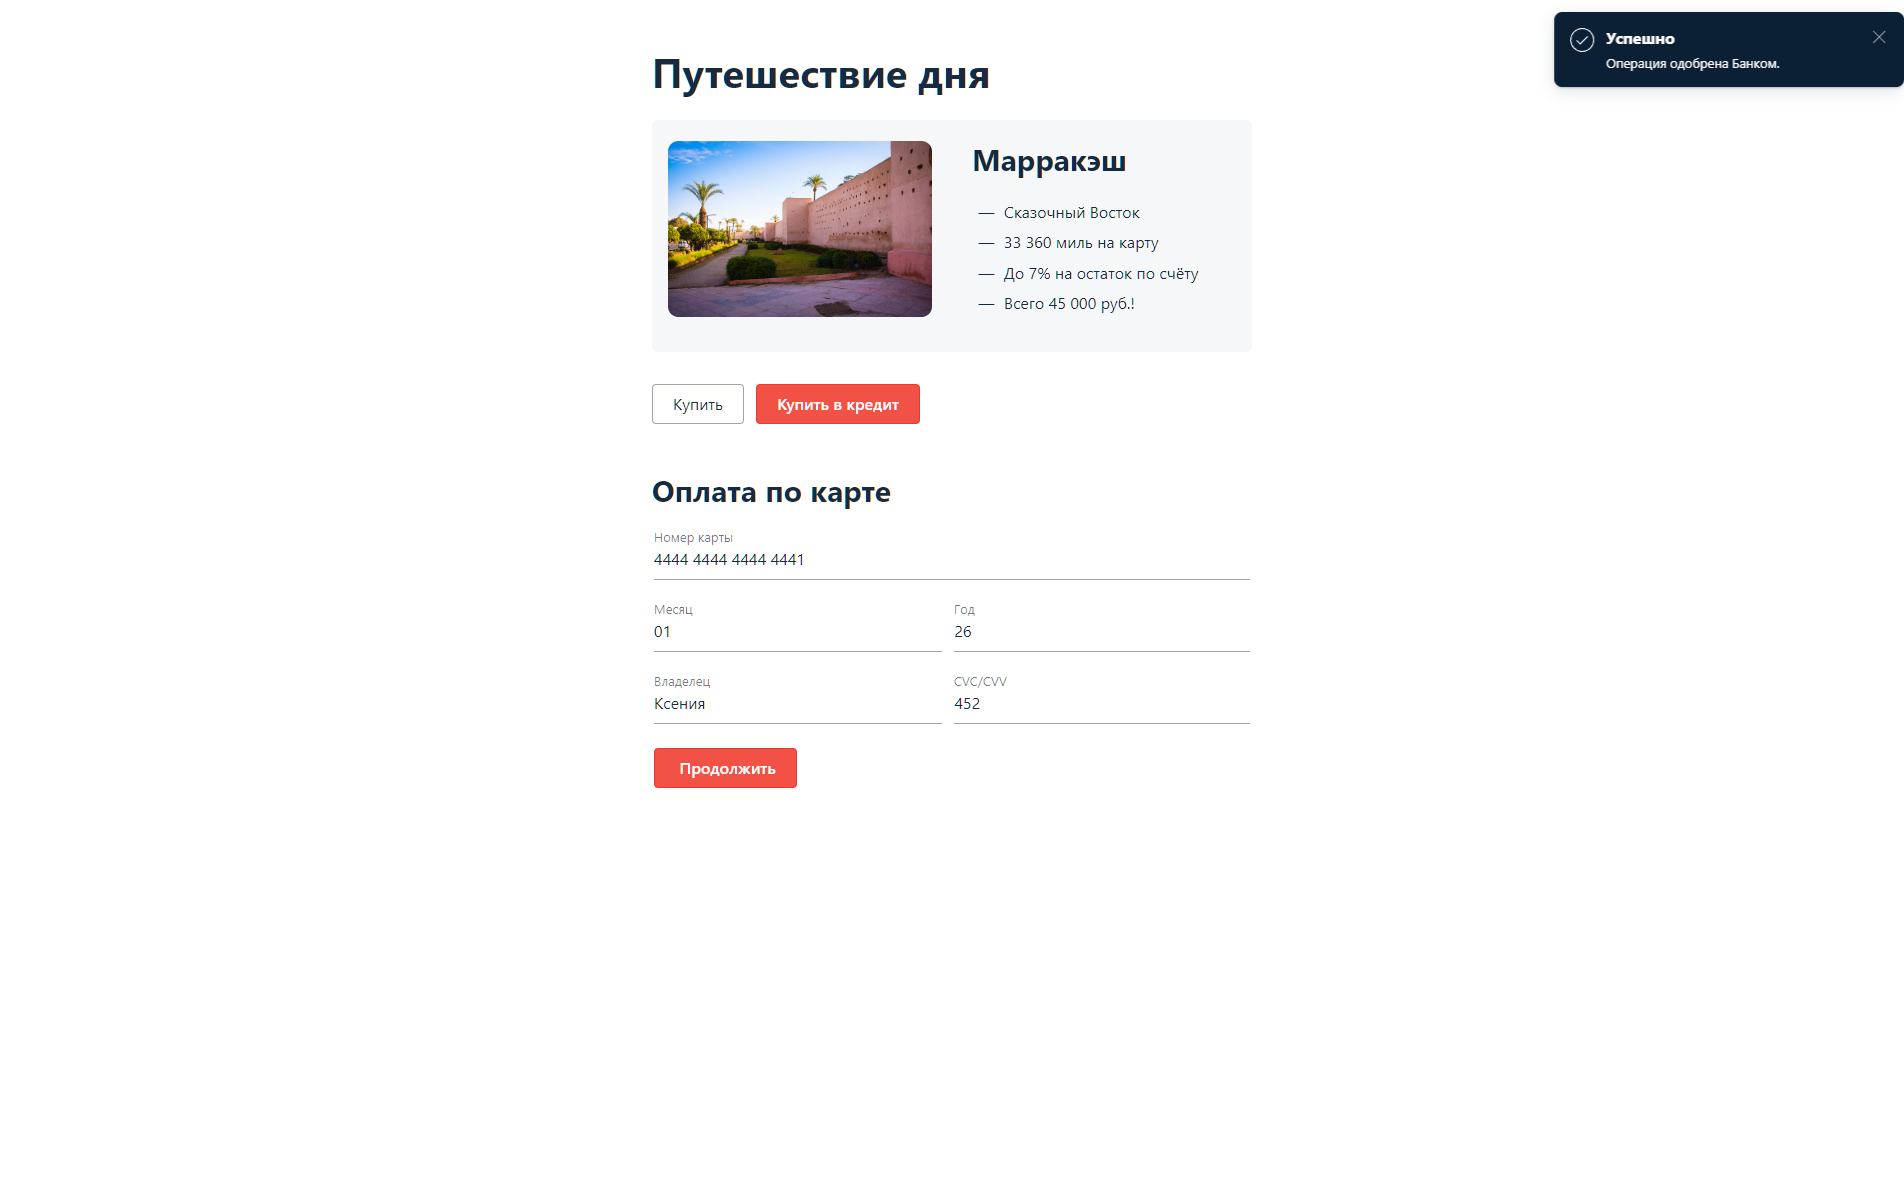 Успешно
Операция одобрена Банком.
Путешествие дня
Марракэш
— Сказочный Восток
— 33 360 миль на карту
— До 7% на остаток по счёту
— Всего 45 000 руб.!
Купить
Купить в кредит
Оплата по карте
Номер карты
4444 4444 4444 4441
Месяц
Год
01
26
Владелец
CVC/CVV
Ксения
452
Продолжить